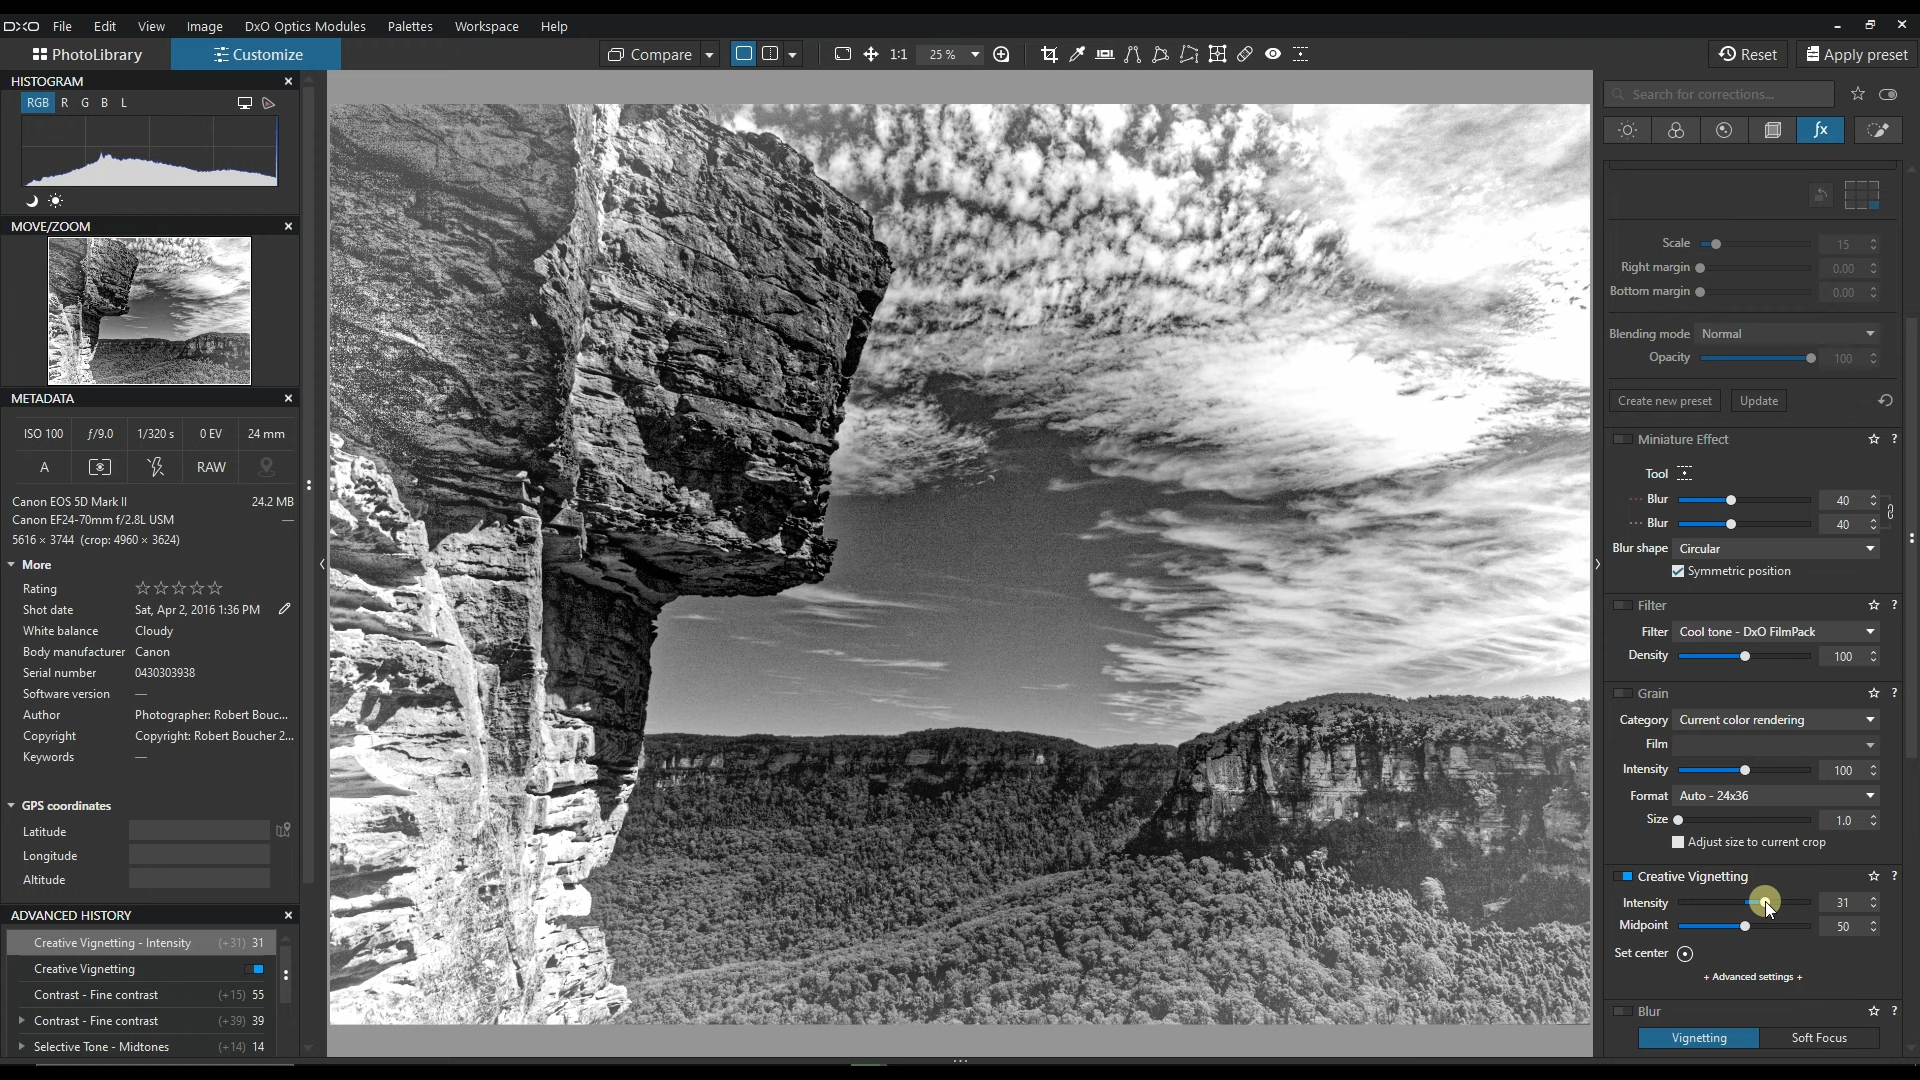 DXO File Edit View Image DxO Optics Modules Palettes Workspace Help
PhotoLibrary Customize Compare 1:1 25 % Reset Apply preset
HISTOGRAM
RGB R G B L
MOVE/ZOOM
METADATA
ISO 100 ƒ/9.0 1/320 s 0 EV 24 mm
A RAW
Canon EOS 5D Mark II 24.2 MB
Canon EF24-70mm f/2.8L USM —
5616 × 3744 (crop: 4960 × 3624)
More
Rating
Shot date Sat, Apr 2, 2016 1:36 PM
White balance Cloudy
Body manufacturer Canon
Serial number 0430303938
Software version —
Author Photographer: Robert Bouc...
Copyright Copyright: Robert Boucher 2...
Keywords —
GPS coordinates
Latitude
Longitude
Altitude
ADVANCED HISTORY
Creative Vignetting - Intensity (+31) 31
Creative Vignetting
Contrast - Fine contrast (+15) 55
Contrast - Fine contrast (+39) 39
Selective Tone - Midtones (+14) 14
Search for corrections...
fx
Scale 15
Right margin 0.00
Bottom margin 0.00
Blending mode Normal
Opacity 100
Create new preset Update
Miniature Effect ?
Tool
Blur 40
Blur 40
Blur shape Circular
Symmetric position
Filter ?
Filter Cool tone - DxO FilmPack
Density 100
Grain ?
Category Current color rendering
Film
Intensity 100
Format Auto - 24x36
Size 1.0
Adjust size to current crop
Creative Vignetting ?
Intensity 31
Midpoint 50
Set center
+ Advanced settings +
Blur ?
Vignetting Soft Focus